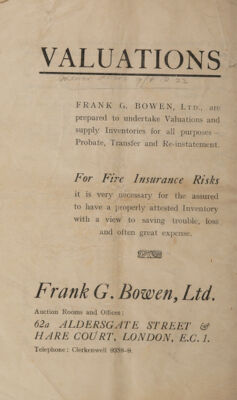 VALUATIONS
FRANK G. BOWEN, LTD., are
prepared to undertake Valuations and
supply Inventories for all purposes—
Probate, Transfer and Re-instatement.
For Fire Insurance Risks
it is very necessary for the assured
to have a properly attested Inventory
with a view to saving trouble, loss
and often great expense.
Frank G. Bowen, Ltd.
Auction Rooms and Offices:
62a ALDERSGATE STREET &
HARE COURT, LONDON, E.C. 1.
Telephone: Clerkenwell 9388-9.